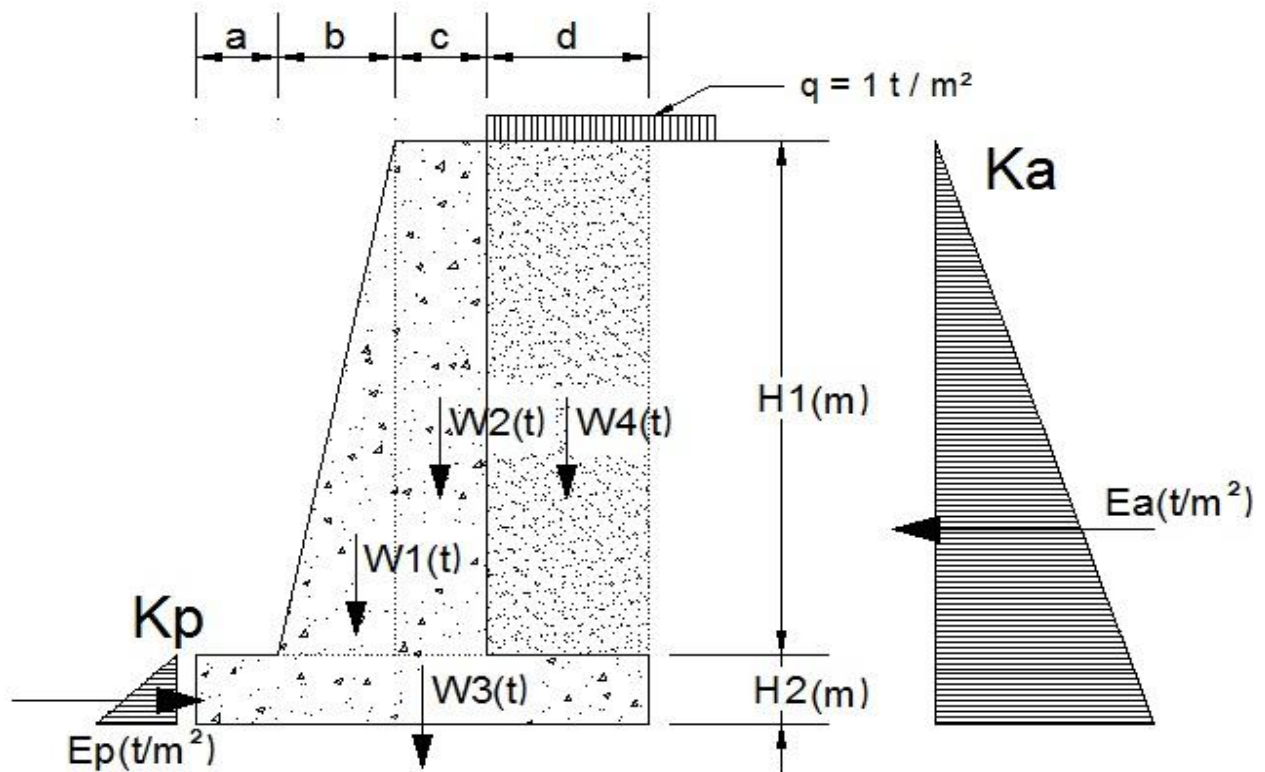 a
b
c
d
q = 1 t / m²
Ka
H1(m)
W2(t)
W4(t)
Ea(t/m²)
W1(t)
Kp
W3(t)
H2(m)
Ep(t/m²)